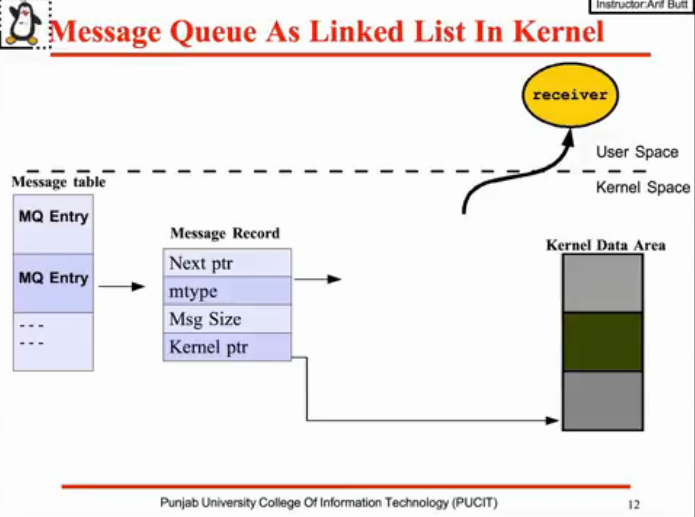 Instructor:Arif Butt
Message Queue As Linked List In Kernel
receiver
User Space
Kernel Space
Message table
MQ Entry
MQ Entry
- - -
- - -
Message Record
Next ptr
mtype
Msg Size
Kernel ptr
Kernel Data Area
Punjab University College Of Information Technology (PUCIT)
12